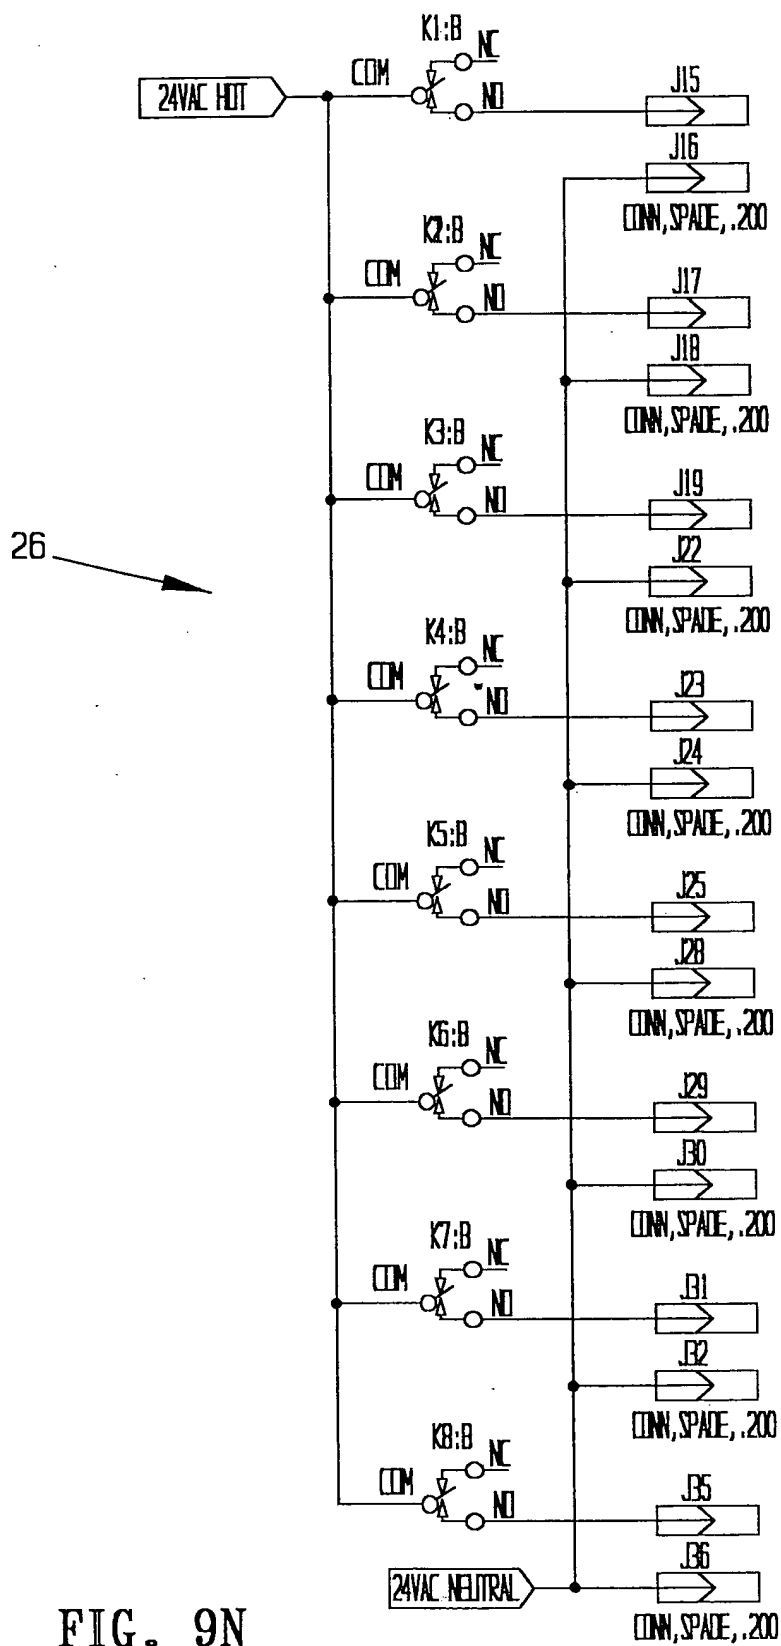 K1:B
NC
COM
24VAC HOT
NO
J15
J16
CONN,SPADE,.200
K2:B
NC
COM
NO
J17
J18
CONN,SPADE,.200
K3:B
NC
COM
NO
J19
26
J22
CONN,SPADE,.200
K4:B
NC
COM
NO
J23
J24
CONN,SPADE,.200
K5:B
NC
COM
NO
J25
J28
CONN,SPADE,.200
K6:B
NC
COM
NO
J29
J30
CONN,SPADE,.200
K7:B
NC
COM
NO
J31
J32
CONN,SPADE,.200
K8:B
NC
COM
NO
J35
J36
24VAC NEUTRAL
CONN,SPADE,.200
FIG. 9N